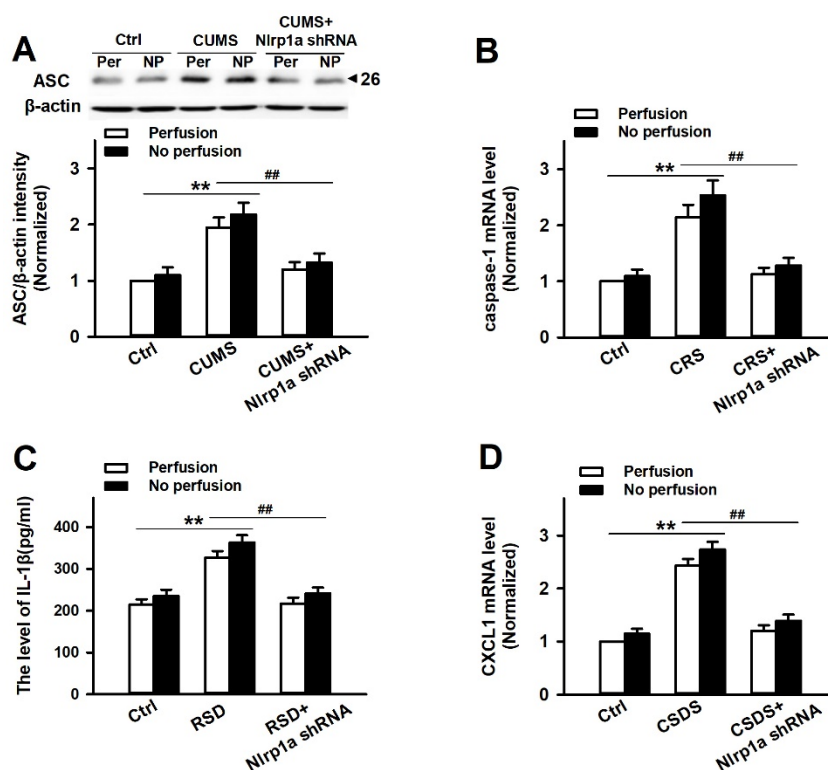 A
Ctrl CUMS CUMS+
Nlrp1a shRNA
Per NP Per NP Per NP
ASC ◄26
β-actin
Perfusion
No perfusion
ASC/β-actin intensity
(Normalized)
3
2
1
0
** ##
Ctrl CUMS CUMS+
Nlrp1a shRNA
B
Perfusion
No perfusion
caspase-1 mRNA level
(Normalized)
3
2
1
0
** ##
Ctrl CRS CRS+
Nlrp1a shRNA
C
Perfusion
No perfusion
The level of IL-1β(pg/ml)
400
300
200
100
0
** ##
Ctrl RSD RSD+
Nlrp1a shRNA
D
Perfusion
No perfusion
CXCL1 mRNA level
(Normalized)
3
2
1
0
** ##
Ctrl CSDS CSDS+
Nlrp1a shRNA